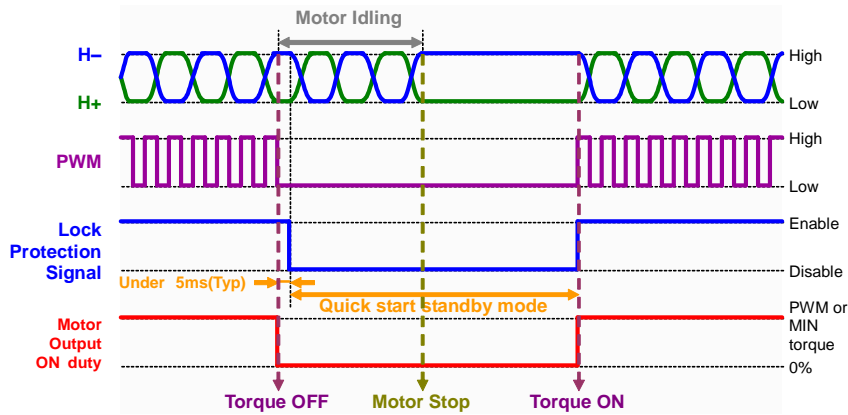 Motor Idling
H−
High
H+
Low
PWM
High
Low
Lock
Protection
Signal
Enable
Disable
Under 5ms(Typ)
Quick start standby mode
Motor
Output
ON duty
PWM or
MIN
torque
0%
Torque OFF
Motor Stop
Torque ON